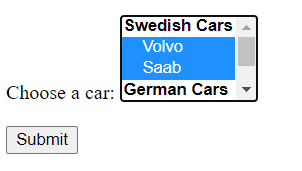 Swedish Cars
Volvo
Saab
Choose a car:
German Cars
Submit